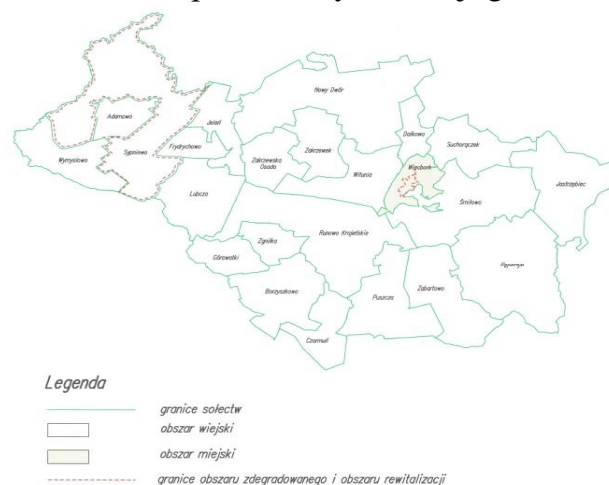 Nowy Dwór
Adamowo
Jeleń
Dalkowo
Suchorączek
Frydrychowo
Zakrzewska
Osada
Zakrzewek
Wymysłowo
Sypniewo
Witunia
Więcbork
Jastrzębiec
Lubcza
Śmiłowo
Zgniłka
Runowo Krajeńskie
Górowatki
Borzyszkowo
Puszcza
Zabartowo
Czarmuń
Legenda
granice sołectw
obszar wiejski
obszar miejski
granice obszaru zdegradowanego i obszaru rewitalizacji